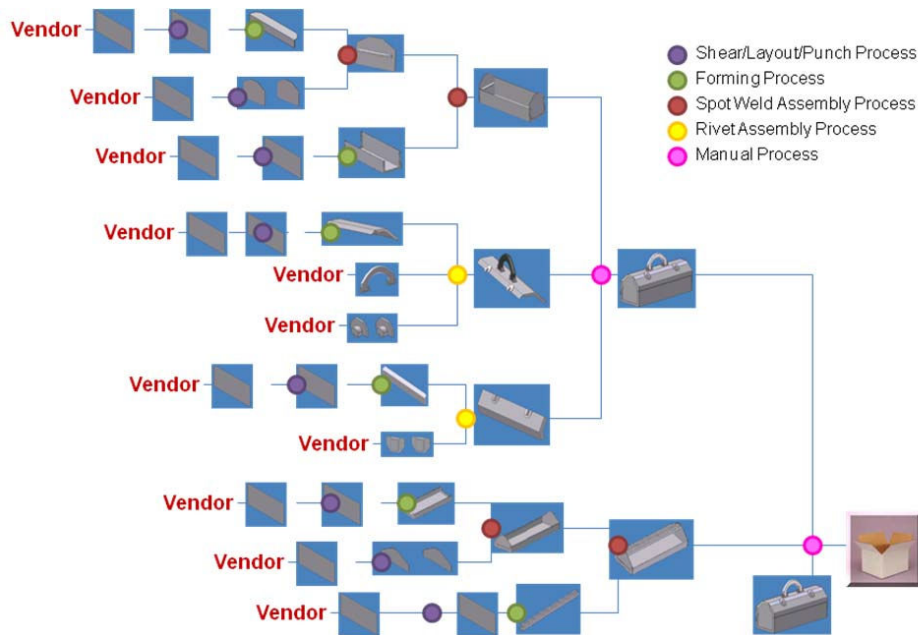 Vendor
Shear/Layout/Punch Process
Forming Process
Vendor
Spot Weld Assembly Process
Rivet Assembly Process
Vendor
Manual Process
Vendor
Vendor
Vendor
Vendor
Vendor
Vendor
Vendor
Vendor